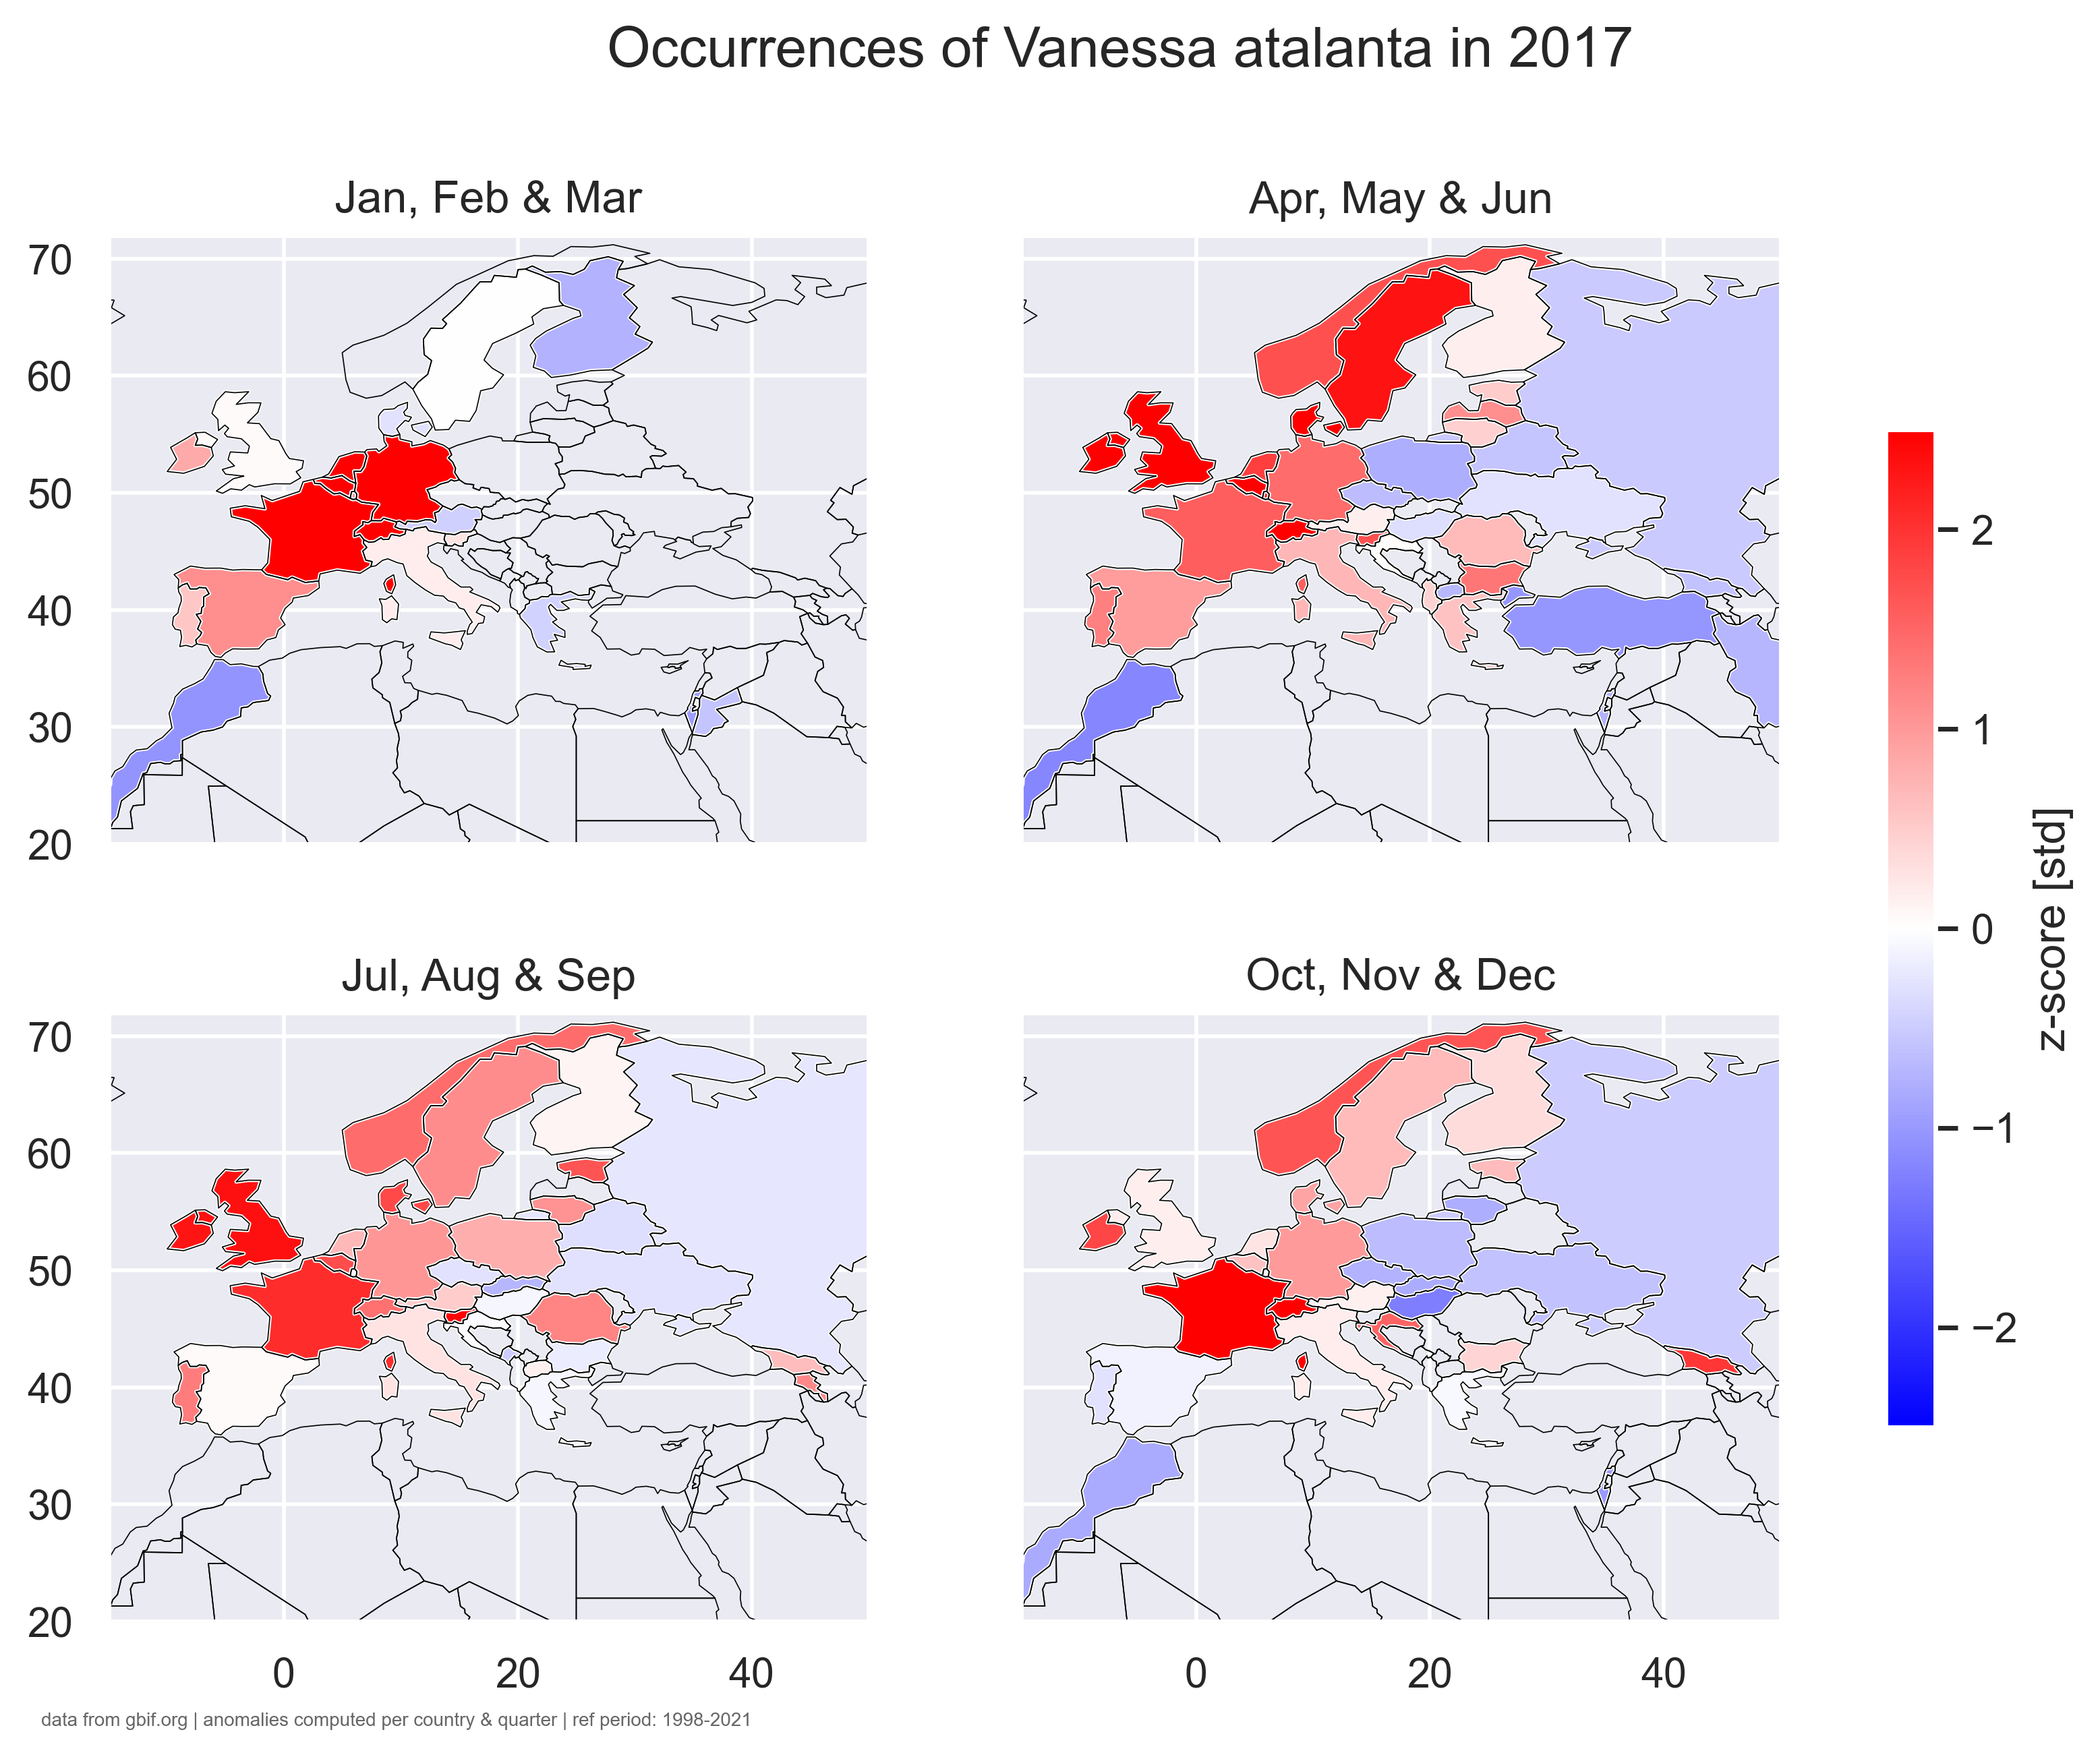 Occurrences of Vanessa atalanta in 2017
Jan, Feb & Mar
Apr, May & Jun
70
60
50
40
30
20
2
1
0
−1
−2
z-score [std]
Jul, Aug & Sep
Oct, Nov & Dec
70
60
50
40
30
20
0 20 40
0 20 40
data from gbif.org | anomalies computed per country & quarter | ref period: 1998-2021